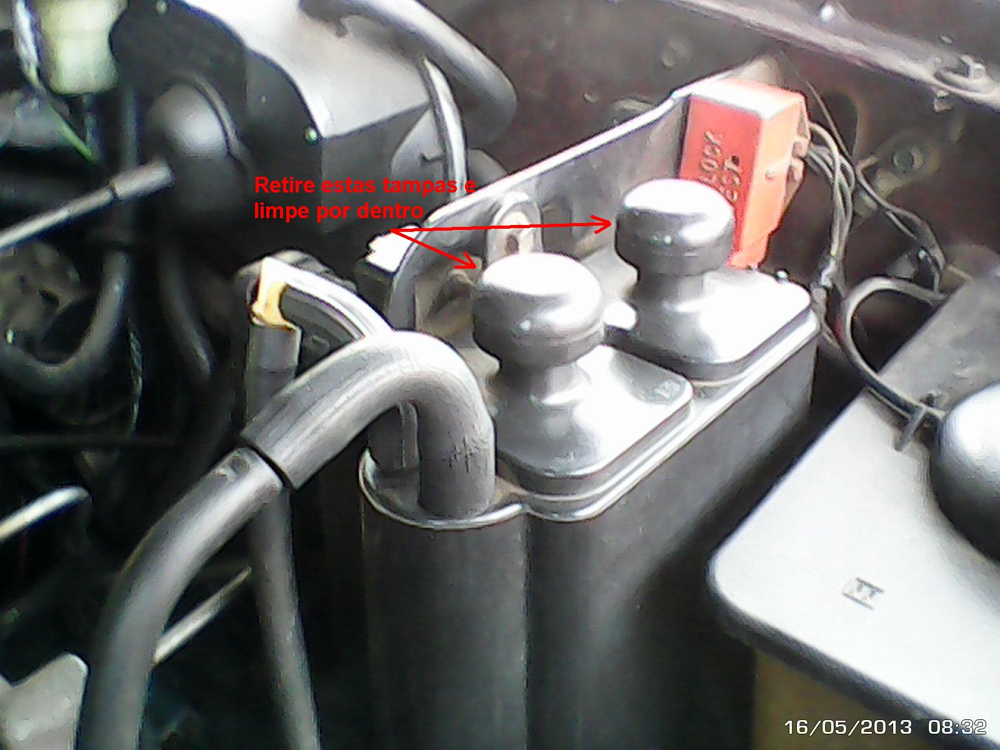 Retire estas tampas e
limpe por dentro
16/05/2013 08:32